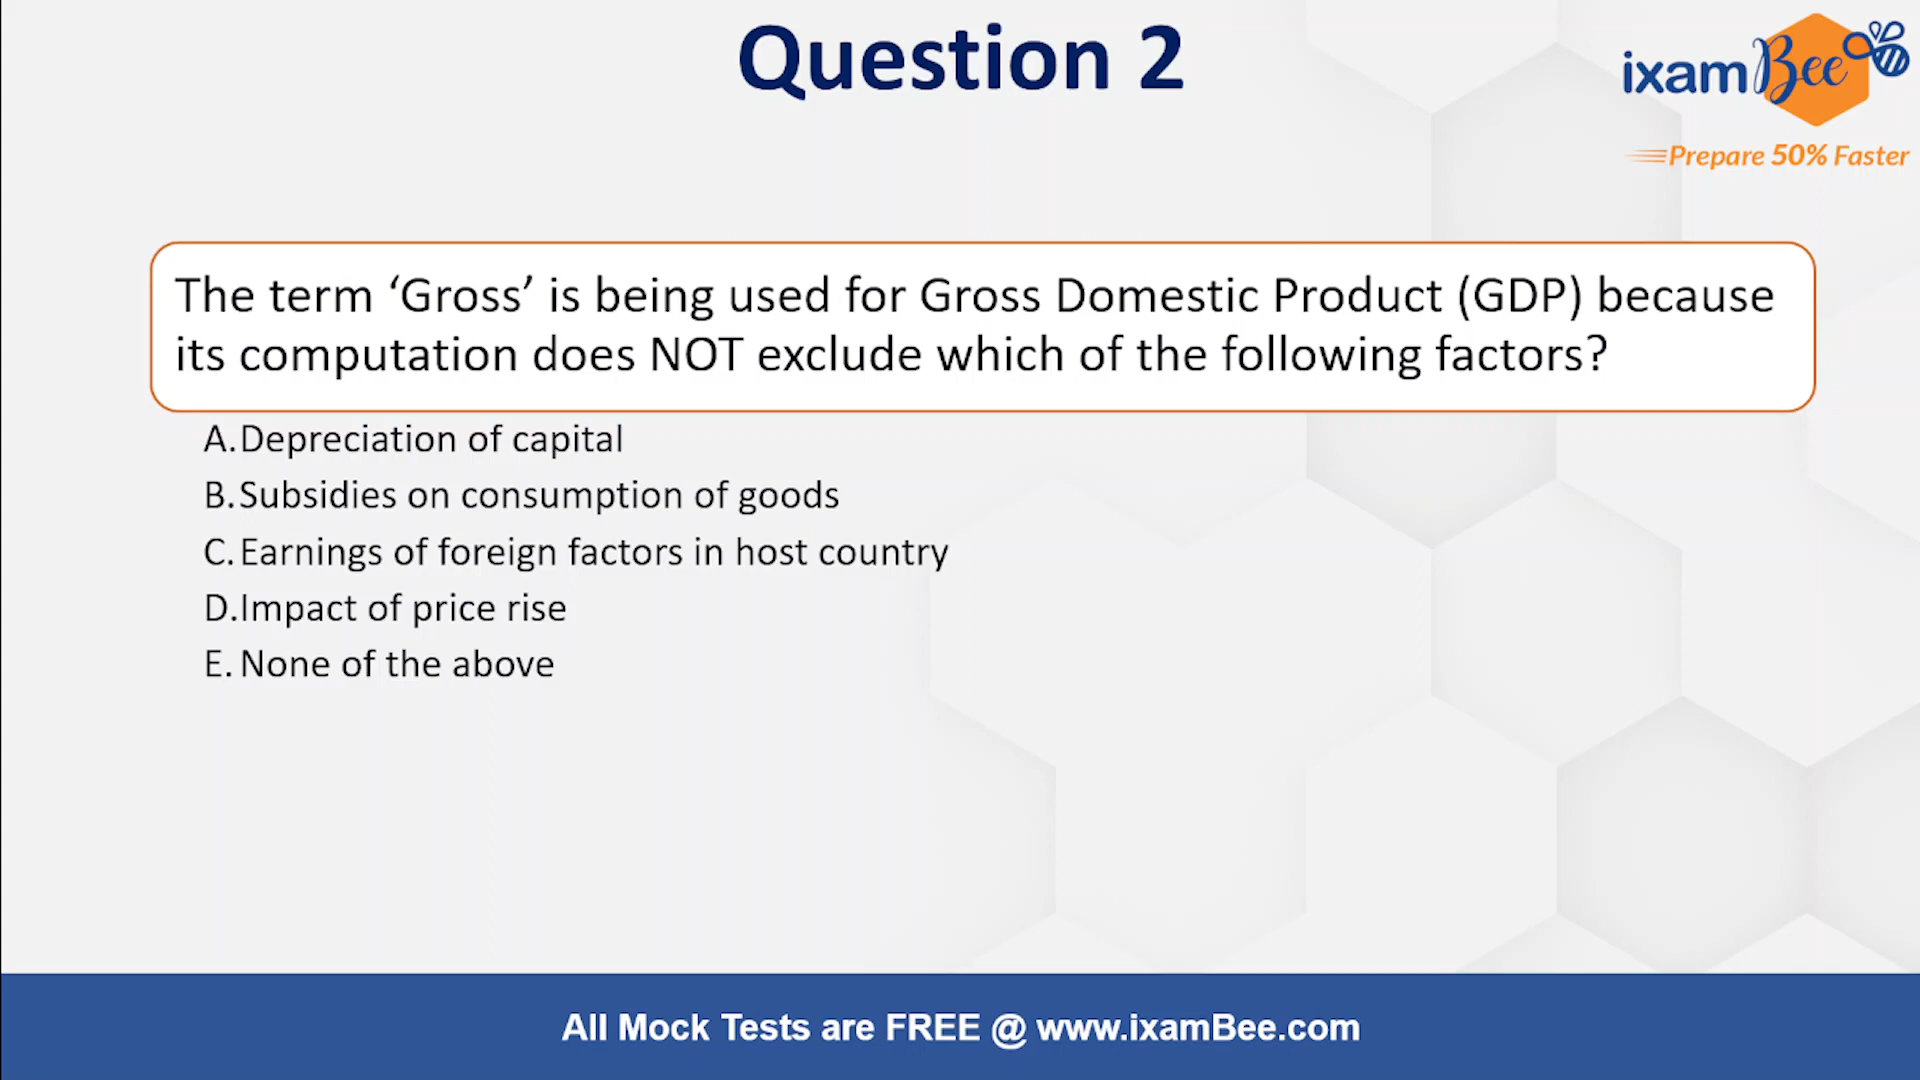 Question 2
ixamBee
Prepare 50% Faster
The term ‘Gross’ is being used for Gross Domestic Product (GDP) because
its computation does NOT exclude which of the following factors?
A.Depreciation of capital
B.Subsidies on consumption of goods
C.Earnings of foreign factors in host country
D.Impact of price rise
E.None of the above
All Mock Tests are FREE @ www.ixamBee.com